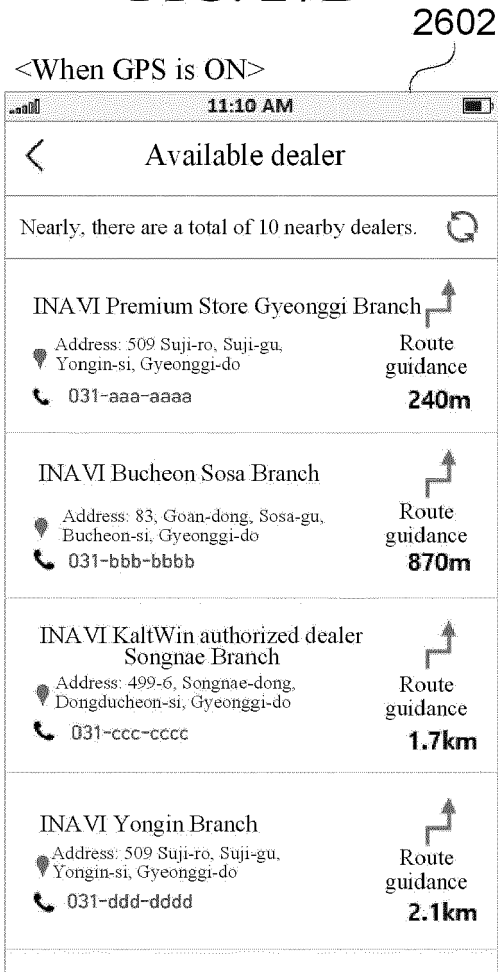 2602
<When GPS is ON>
11:10 AM
Available dealer
Nearly, there are a total of 10 nearby dealers.
INAVI Premium Store Gyeonggi Branch
Address: 509 Suji-ro, Suji-gu,
Yongin-si, Gyeonggi-do
031-aaa-aaaa
Route
guidance
240m
INAVI Bucheon Sosa Branch
Address: 83, Goan-dong, Sosa-gu,
Bucheon-si, Gyeonggi-do
031-bbb-bbbb
Route
guidance
870m
INAVI KaltWin authorized dealer
Songnae Branch
Address: 499-6, Songnae-dong,
Dongducheon-si, Gyeonggi-do
031-ccc-cccc
Route
guidance
1.7km
INAVI Yongin Branch
Address: 509 Suji-ro, Suji-gu,
Yongin-si, Gyeonggi-do
031-ddd-dddd
Route
guidance
2.1km